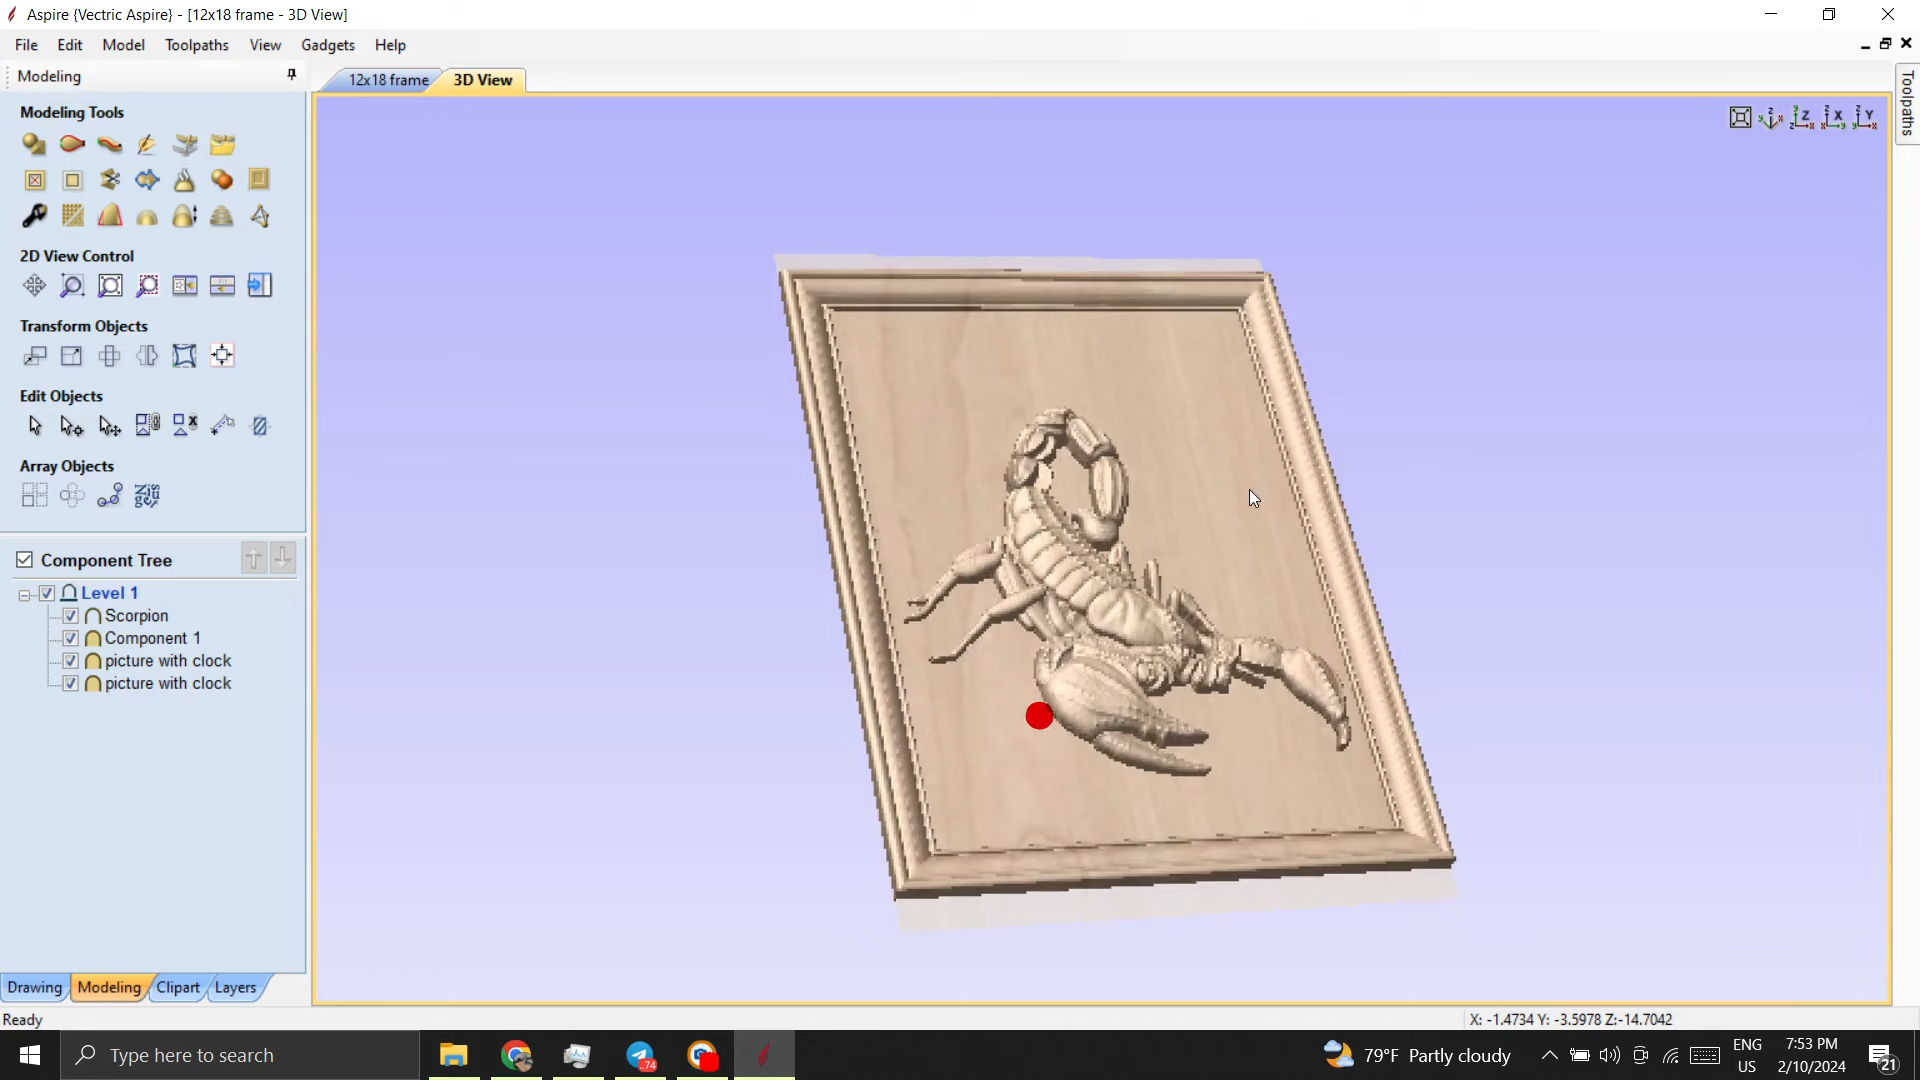 Aspire {Vectric Aspire} - [12x18 frame - 3D View]
File Edit Model Toolpaths View Gadgets Help
Modeling
12x18 frame 3D View
Toolpaths
Modeling Tools
2D View Control
Transform Objects
Edit Objects
Array Objects
Component Tree
Level 1
Scorpion
Component 1
picture with clock
picture with clock
Drawing Modeling Clipart Layers
Ready
X: -1.4734 Y: -3.5978 Z:-14.7042
Type here to search
74
79°F Partly cloudy
ENG
US
7:53 PM
2/10/2024
21